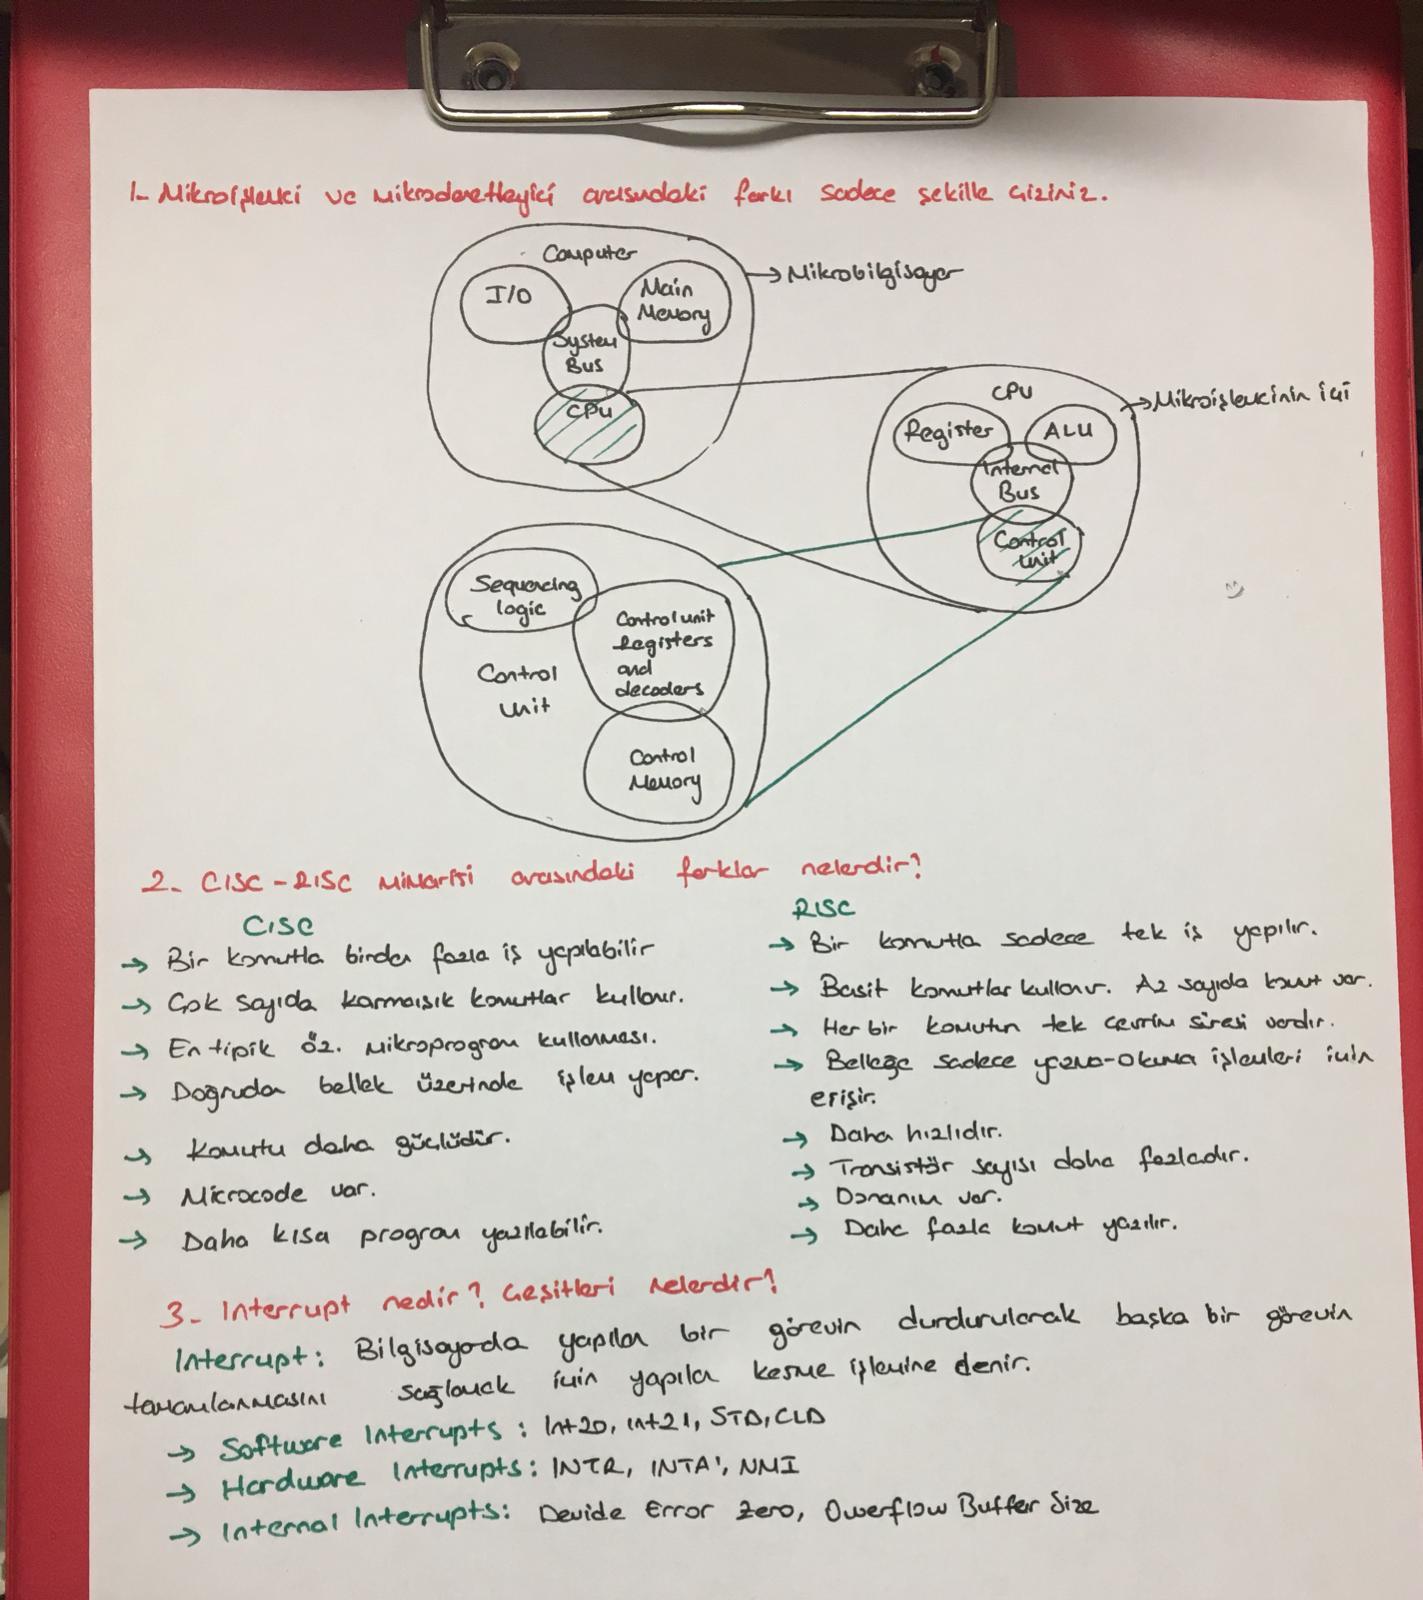 1- Mikroişlemci ve mikrodenetleyici arasındaki farkı sadece şekille çiziniz.
Computer
I/O
Main
Memory
System
Bus
CPU
→ Mikrobilgisayar
CPU
→ Mikroişlemcinin içi
Register
ALU
Internal
Bus
Control
unit
Sequencing
logic
Control unit
Registers
and
decoders
Control
unit
Control
Memory
2- CISC - RISC mimarisi arasındaki farklar nelerdir?
CISC
→ Bir komutla birden fazla iş yapılabilir
→ Çok sayıda karmaışık komutlar kullanır.
→ En tipik öz. mikroprogram kullanması.
→ Doğrudan bellek üzerinde işlem yapar.
→ Komutu daha güçlüdür.
→ Microcode var.
→ Daha kısa program yazılabilir.
RISC
→ Bir komutla sadece tek iş yapılır.
→ Basit komutlar kullanır. Az sayıda komut var.
→ Her bir komutun tek çevrim süresi vardır.
→ Belleğe sadece yazma-okuma işlemleri için
erişir.
→ Daha hızlıdır.
→ Transistör sayısı daha fazladır.
→ Donanım var.
→ Daha fazla komut yazılır.
3- Interrupt nedir? Çeşitleri nelerdir?
Interrupt: Bilgisayarda yapılan bir görevin durdurularak başka bir görevin
tamamlanmasını sağlamak için yapılan kesme işlemine denir.
→ Software Interrupts : Int20, int21, STD, CLD
→ Hardware Interrupts: INTR, INTA', NMI
→ Internal Interrupts: Devide Error Zero, Owerflow Buffer Size